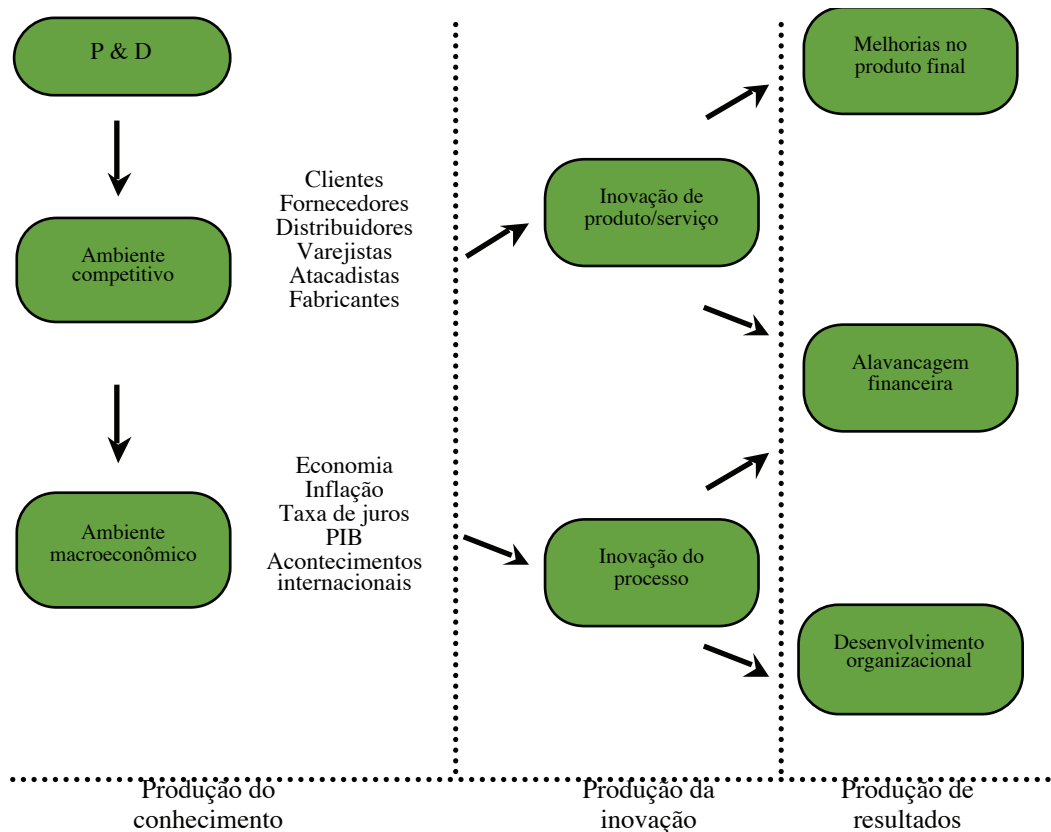 P & D
Ambiente
competitivo
Clientes
Fornecedores
Distribuidores
Varejistas
Atacadistas
Fabricantes
Ambiente
macroeconômico
Economia
Inflação
Taxa de juros
PIB
Acontecimentos
internacionais
Produção do
conhecimento
Inovação de
produto/serviço
Inovação do
processo
Produção da
inovação
Melhorias no
produto final
Alavancagem
financeira
Desenvolvimento
organizacional
Produção de
resultados